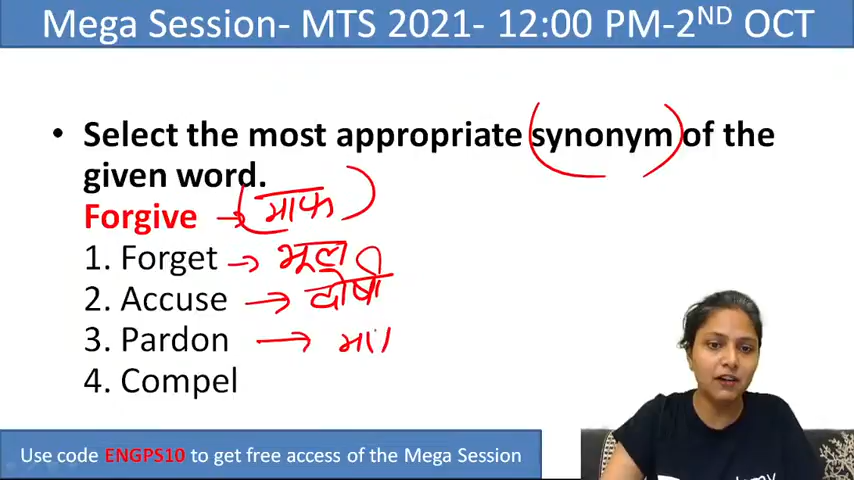 Mega Session- MTS 2021- 12:00 PM-2ND OCT
• Select the most appropriate synonym of the
given word.
Forgive → माफ
1. Forget → भूल
2. Accuse → दोषी
3. Pardon →
4. Compel
Use code ENGPS10 to get free access of the Mega Session